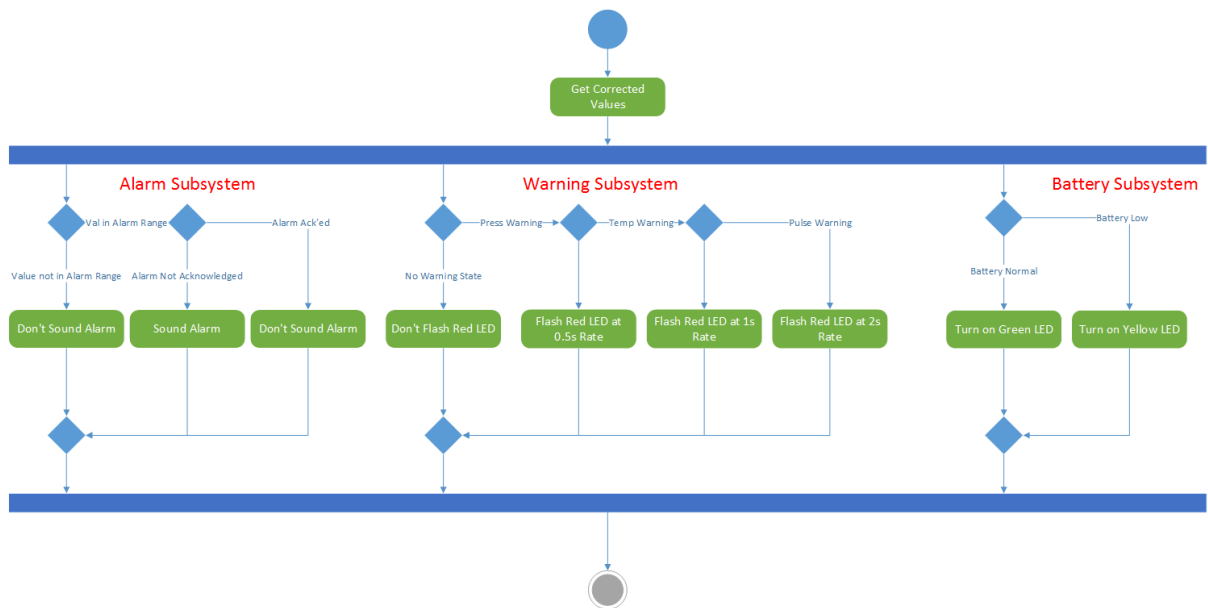 Get Corrected
Values
Alarm Subsystem
Warning Subsystem
Battery Subsystem
Val in Alarm Range
Alarm Ack'ed
Press Warning
Temp Warning
Pulse Warning
Battery Low
Value not in Alarm Range
Alarm Not Acknowledged
No Warning State
Battery Normal
Don't Sound Alarm
Sound Alarm
Don't Sound Alarm
Don't Flash Red LED
Flash Red LED at
0.5s Rate
Flash Red LED at 1s
Rate
Flash Red LED at 2s
Rate
Turn on Green LED
Turn on Yellow LED